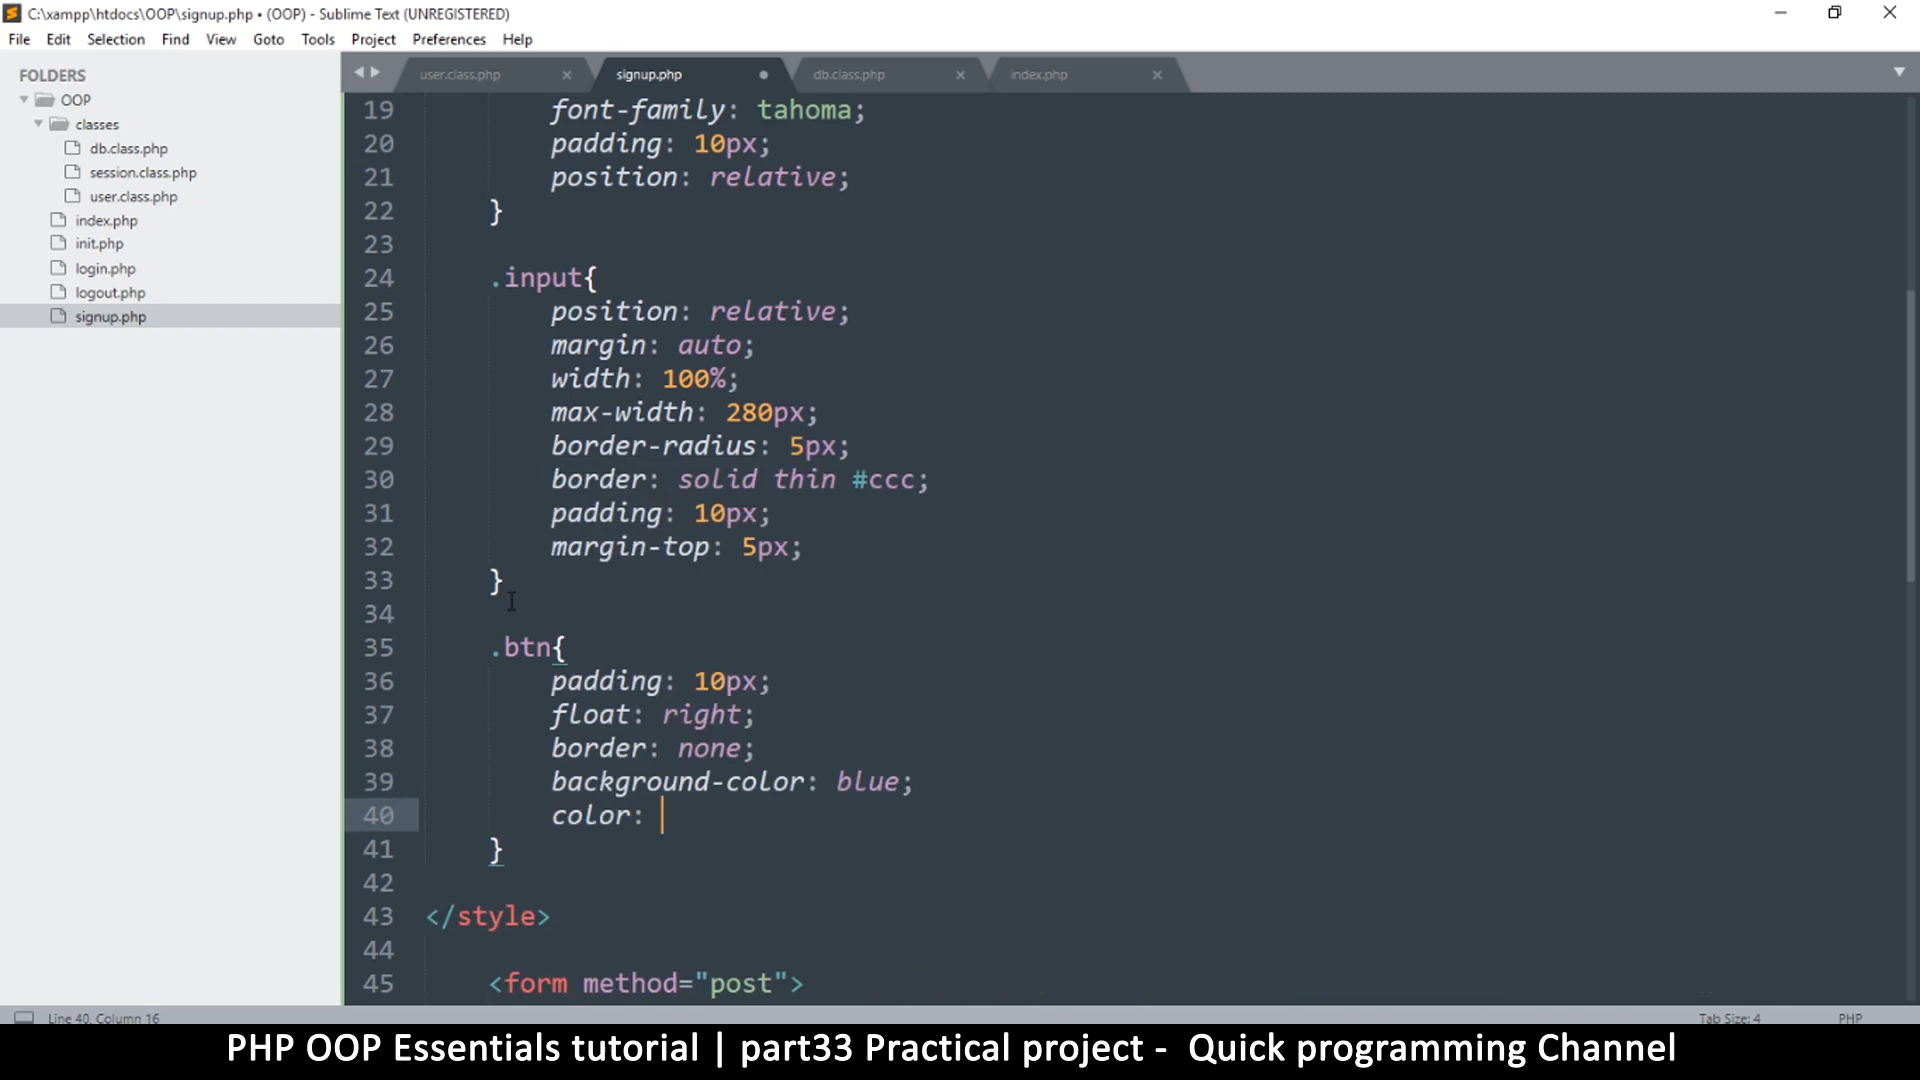 C:\xampp\htdocs\OOP\signup.php • (OOP) - Sublime Text (UNREGISTERED)
File Edit Selection Find View Goto Tools Project Preferences Help
FOLDERS
OOP
classes
db.class.php
session.class.php
user.class.php
index.php
init.php
login.php
logout.php
signup.php
user.class.php signup.php db.class.php index.php
19 font-family: tahoma;
20 padding: 10px;
21 position: relative;
22 }
23
24 .input{
25 position: relative;
26 margin: auto;
27 width: 100%;
28 max-width: 280px;
29 border-radius: 5px;
30 border: solid thin #ccc;
31 padding: 10px;
32 margin-top: 5px;
33 }
34
35 .btn{
36 padding: 10px;
37 float: right;
38 border: none;
39 background-color: blue;
40 color:
41 }
42
43 </style>
44
45 <form method="post">
Line 40, Column 16 Tab Size: 4 PHP
PHP OOP Essentials tutorial | part33 Practical project - Quick programming Channel